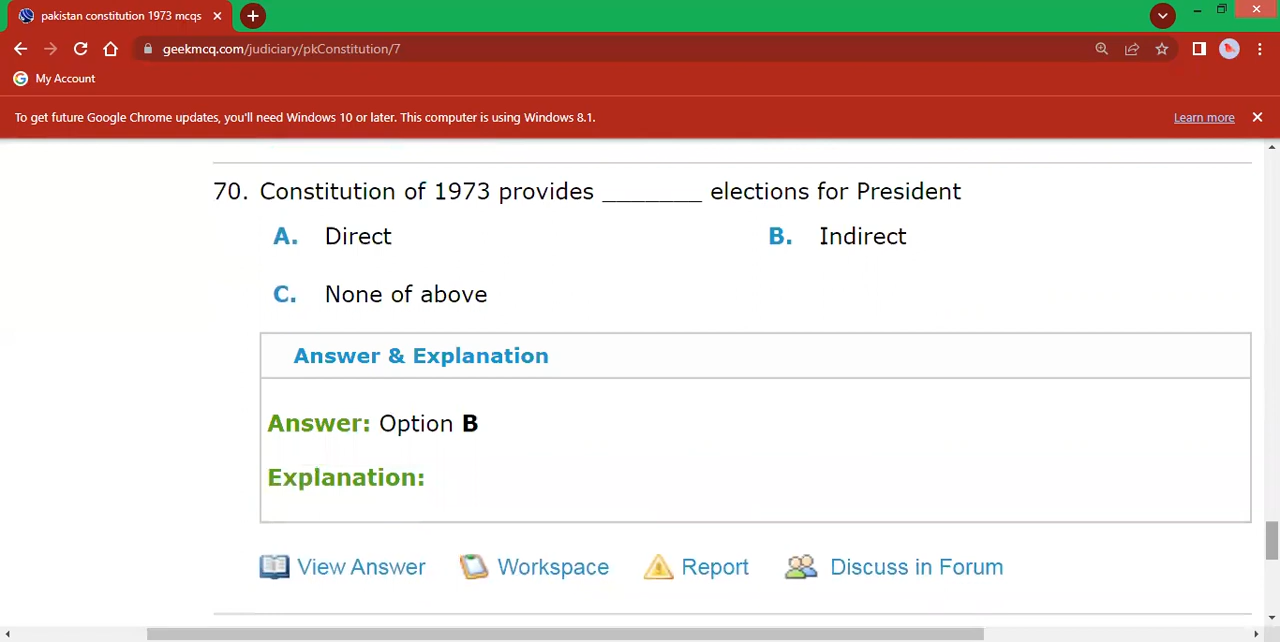 pakistan constitution 1973 mcqs
geekmcq.com/judiciary/pkConstitution/7
My Account
To get future Google Chrome updates, you'll need Windows 10 or later. This computer is using Windows 8.1. Learn more
70. Constitution of 1973 provides _______ elections for President
A. Direct B. Indirect
C. None of above
Answer & Explanation
Answer: Option B
Explanation:
View Answer Workspace Report Discuss in Forum